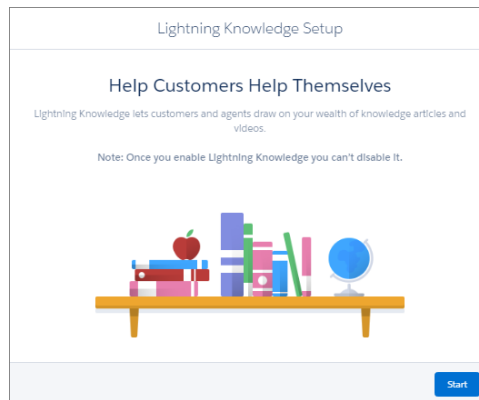 Lightning Knowledge Setup
Help Customers Help Themselves
Lightning Knowledge lets customers and agents draw on your wealth of knowledge articles and
videos.
Note: Once you enable Lightning Knowledge you can't disable it.
Start